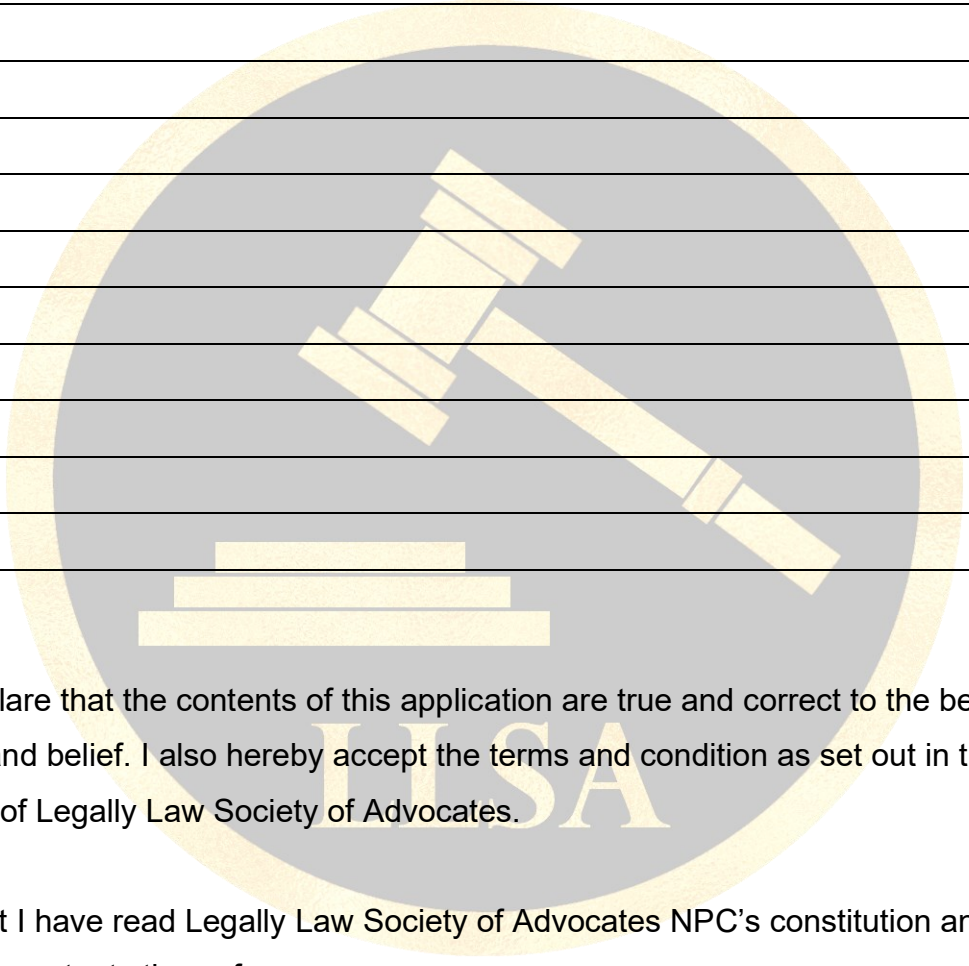 lare that the contents of this application are true and correct to the be
nd belief. I also hereby accept the terms and condition as set out in t
of Legally Law Society of Advocates.
LLSA
t I have read Legally Law Society of Advocates NPC's constitution an